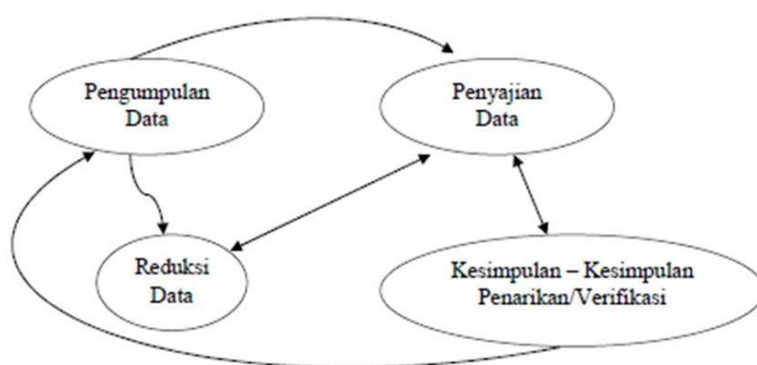 Pengumpulan
Data
Penyajian
Data
Reduksi
Data
Kesimpulan – Kesimpulan
Penarikan/Verifikasi